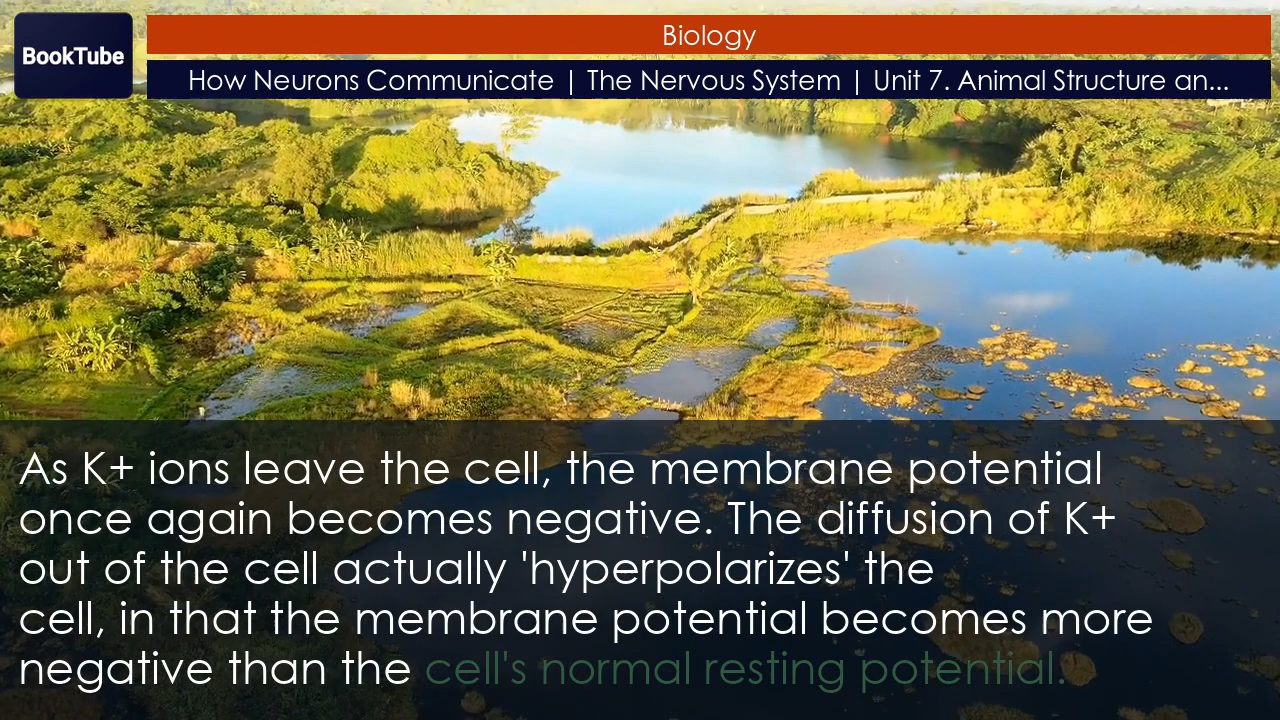 BookTube
Biology
How Neurons Communicate | The Nervous System | Unit 7. Animal Structure an...
As K+ ions leave the cell, the membrane potential
once again becomes negative. The diffusion of K+
out of the cell actually 'hyperpolarizes' the
cell, in that the membrane potential becomes more
negative than the cell's normal resting potential.